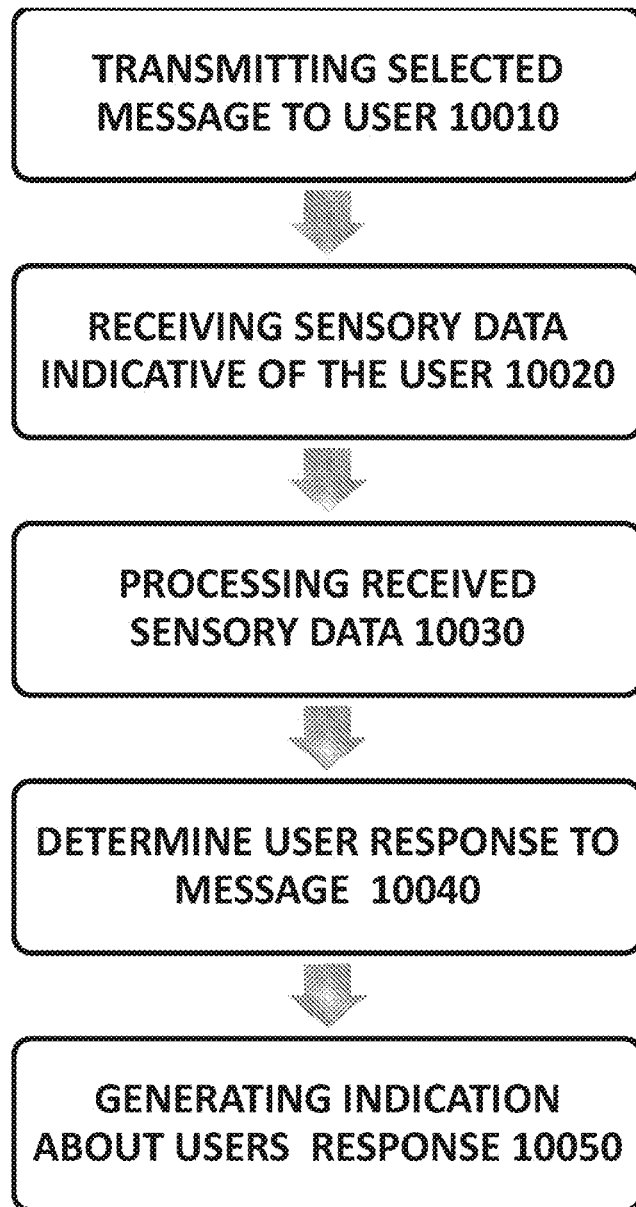 TRANSMITTING SELECTED
MESSAGE TO USER 10010
RECEIVING SENSORY DATA
INDICATIVE OF THE USER 10020
PROCESSING RECEIVED
SENSORY DATA 10030
DETERMINE USER RESPONSE TO
MESSAGE 10040
GENERATING INDICATION
ABOUT USERS RESPONSE 10050